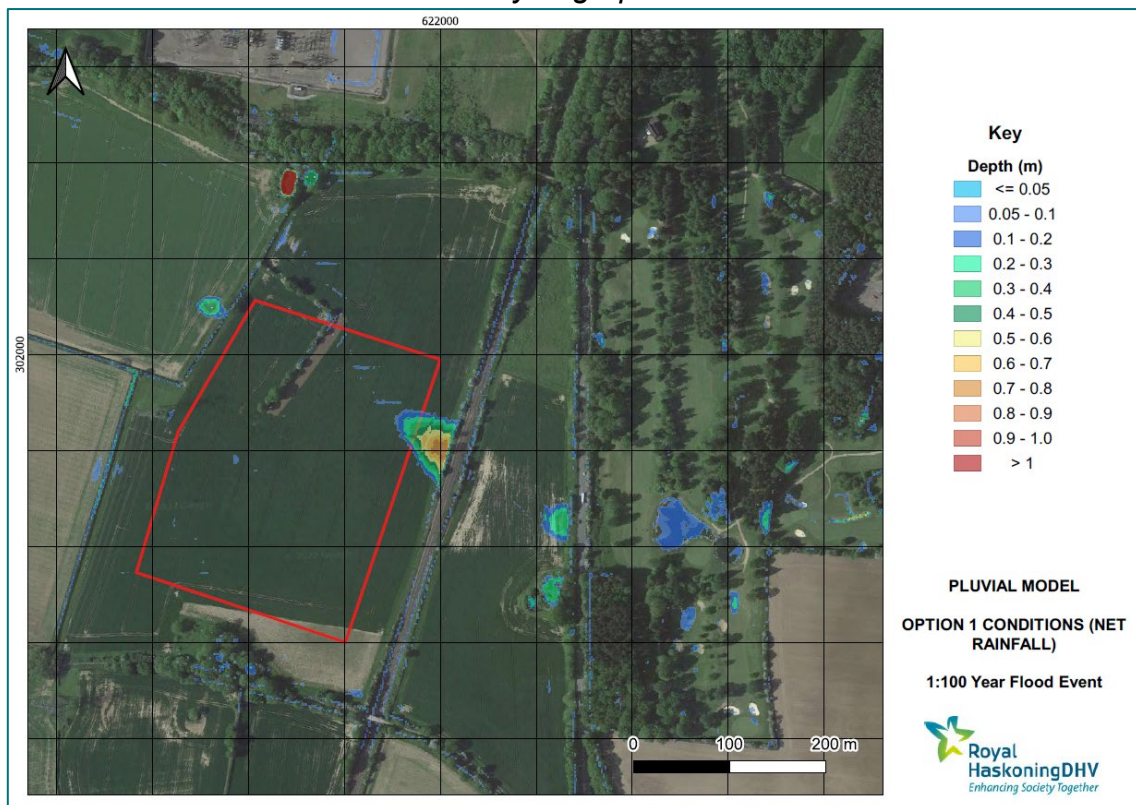 622000
302000
Key
Depth (m)
<= 0.05
0.05 - 0.1
0.1 - 0.2
0.2 - 0.3
0.3 - 0.4
0.4 - 0.5
0.5 - 0.6
0.6 - 0.7
0.7 - 0.8
0.8 - 0.9
0.9 - 1.0
> 1
PLUVIAL MODEL
OPTION 1 CONDITIONS (NET
RAINFALL)
1:100 Year Flood Event
0 100 200 m
Royal
HaskoningDHV
Enhancing Society Together